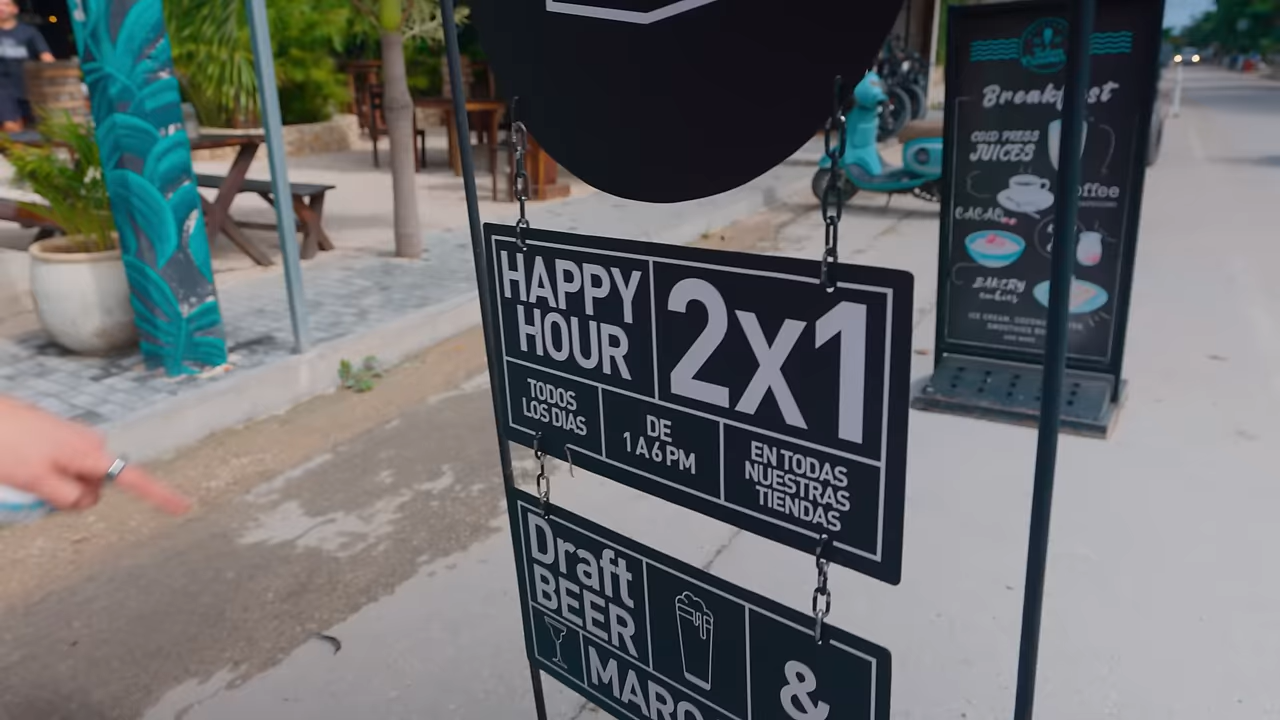 HAPPY
HOUR
2x1
TODOS
LOS DIAS
DE
1 A 6 PM
EN TODAS
NUESTRAS
TIENDAS
Draft
BEER
&
Breakfast
COLD PRESS
JUICES
CACAO
BAKERY